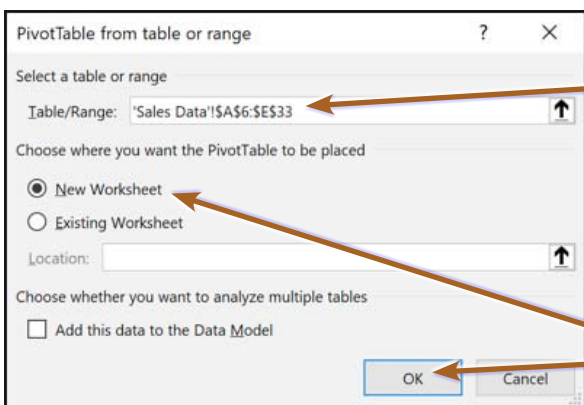 PivotTable from table or range ? ×
Select a table or range
Table/Range: 'Sales Data'!$A$6:$E$33
Choose where you want the PivotTable to be placed
New Worksheet
Existing Worksheet
Location:
Choose whether you want to analyze multiple tables
Add this data to the Data Model
OK Cancel